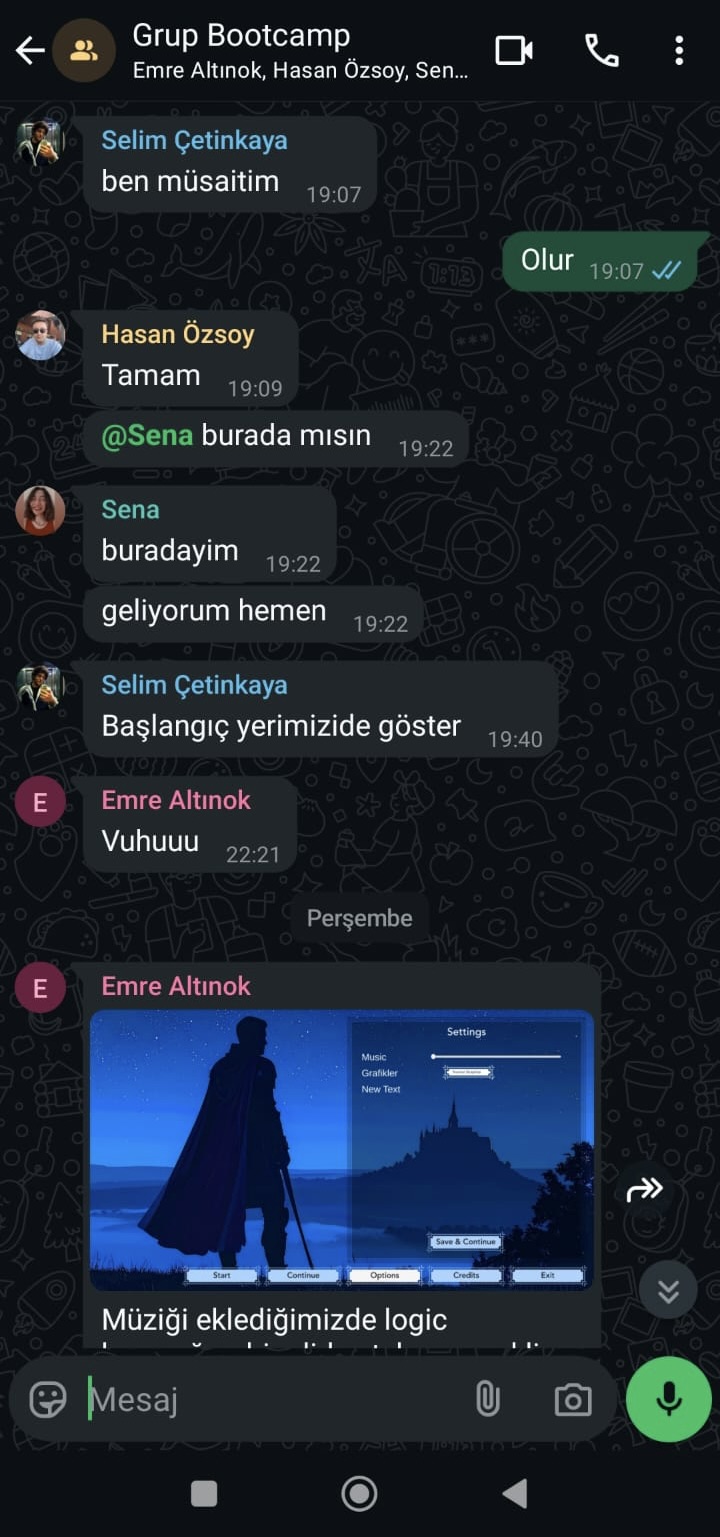 Grup Bootcamp
Emre Altınok, Hasan Özsoy, Sen...
Selim Çetinkaya
ben müsaitim 19:07
Olur 19:07
Hasan Özsoy
Tamam 19:09
@Sena burada mısın 19:22
Sena
buradayim 19:22
geliyorum hemen 19:22
Selim Çetinkaya
Başlangıç yerimizide göster 19:40
E
Emre Altınok
Vuhuuu 22:21
Perşembe
E
Emre Altınok
Settings
Music
Grafikler
New Text
Save & Continue
Start Continue Options Credits Exit
Müziği eklediğimizde logic
Mesaj